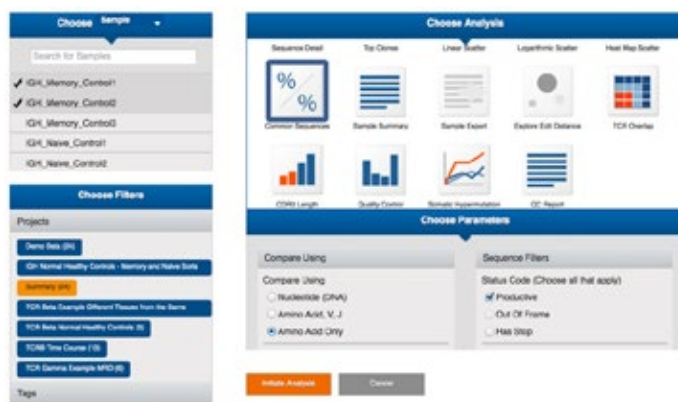 Choose Sample
Search for Samples
IGH_Memory_Control1
IGH_Memory_Control2
IGH_Memory_Control3
IGH_Naive_Control1
IGH_Naive_Control2
Choose Filters
Projects
Demo Beta (24)
IGH Normal Healthy Controls - Memory and Naive Sorts
Summary (24)
TCR Beta Example Different Tissues from the Same
TCR Beta Normal Healthy Controls (5)
TCRB Time Course (13)
TCR Gamma Example MRD (6)
Tags
Choose Analysis
Sequence Detail Top Clones Linear Scatter Logarithmic Scatter Heat Map Scatter
% %
Common Sequences Sample Summary Sample Export Explore Edit Distance TCR Overlap
CDR3 Length Quality Control Somatic Hypermutation QC Report
Choose Parameters
Compare Using
Compare Using
Nucleotide (DNA)
Amino Acid, V, J
Amino Acid Only
Sequence Filters
Status Code (Choose all that apply)
Productive
Out Of Frame
Has Stop
Initiate Analysis Cancel